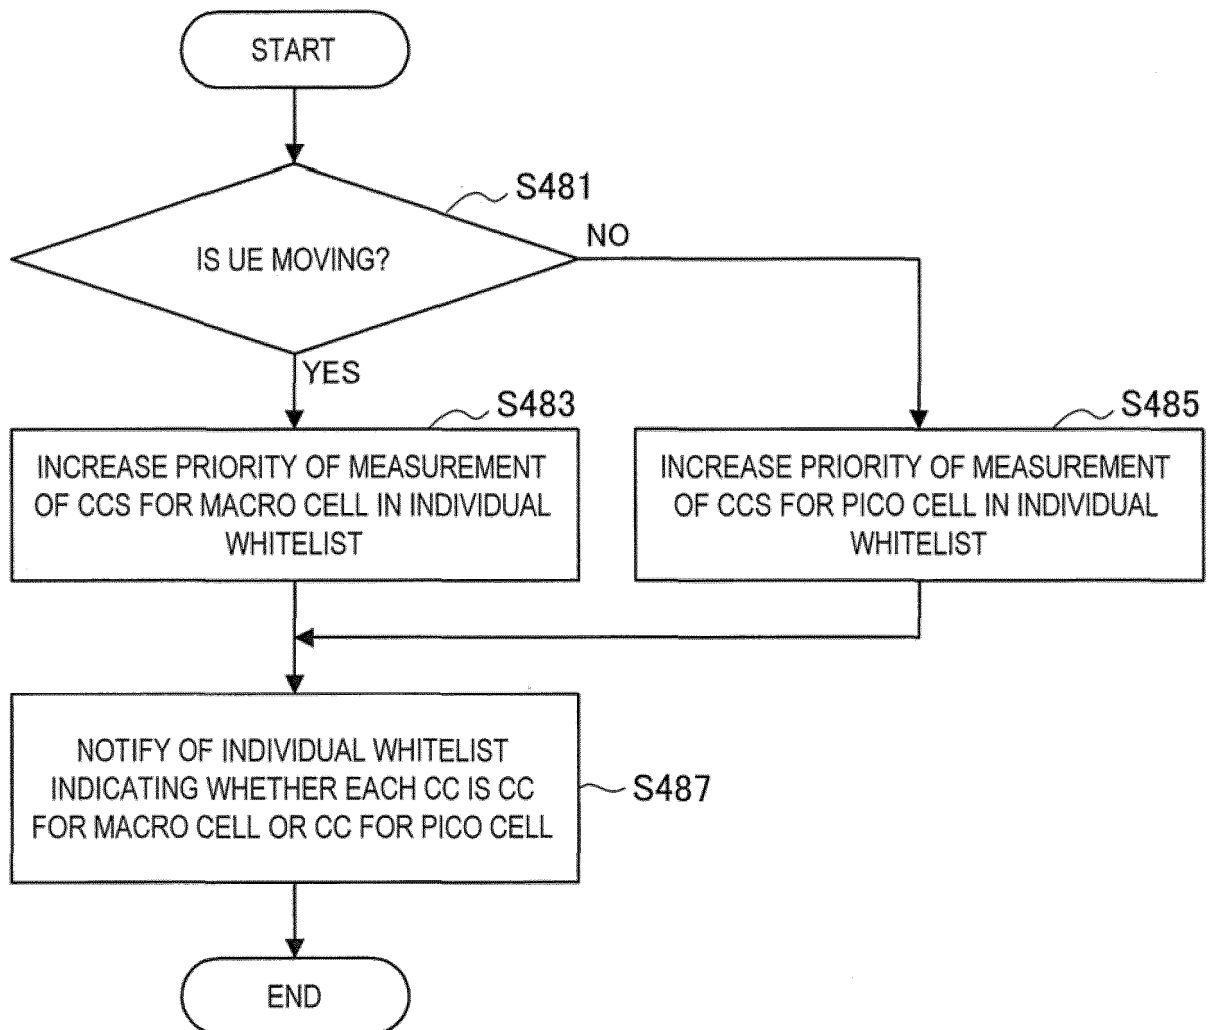 START
S481
IS UE MOVING?
NO
YES
S483
INCREASE PRIORITY OF MEASUREMENT
OF CCS FOR MACRO CELL IN INDIVIDUAL
WHITELIST
S485
INCREASE PRIORITY OF MEASUREMENT
OF CCS FOR PICO CELL IN INDIVIDUAL
WHITELIST
NOTIFY OF INDIVIDUAL WHITELIST
INDICATING WHETHER EACH CC IS CC
FOR MACRO CELL OR CC FOR PICO CELL
S487
END